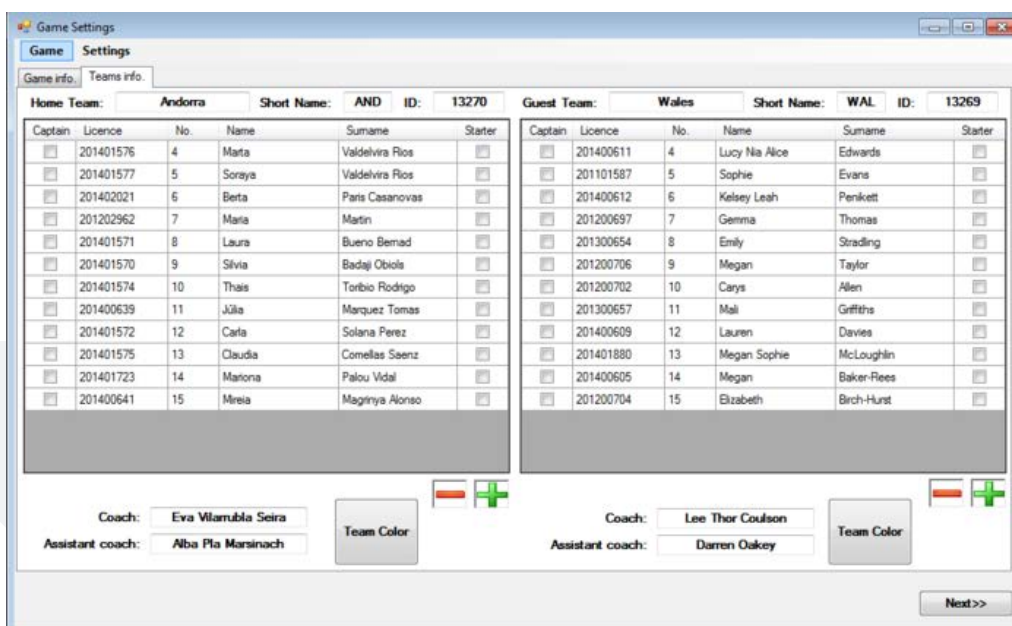 Game Settings
Game Settings
Game info. Teams info.
Home Team: Andorra Short Name: AND ID: 13270 Guest Team: Wales Short Name: WAL ID: 13269
Captain Licence No. Name Surname Starter Captain Licence No. Name Surname Starter
201401576 4 Marta Valdelvira Rios 201400611 4 Lucy Nia Alice Edwards
201401577 5 Soraya Valdelvira Rios 201101587 5 Sophie Evans
201402021 6 Berta Paris Casanovas 201400612 6 Kelsey Leah Penikett
201202962 7 Maria Martin 201200697 7 Gemma Thomas
201401571 8 Laura Bueno Bernad 201300654 8 Emily Stradling
201401570 9 Silvia Badaji Obiols 201200706 9 Megan Taylor
201401574 10 Thais Toribio Rodrigo 201200702 10 Carys Allen
201400639 11 Júlia Marquez Tomas 201300657 11 Mali Griffiths
201401572 12 Carla Solana Perez 201400609 12 Lauren Davies
201401575 13 Claudia Comellas Saenz 201401880 13 Megan Sophie McLoughlin
201401723 14 Mariona Palou Vidal 201400605 14 Megan Baker-Rees
201400641 15 Mireia Magrinya Alonso 201200704 15 Elizabeth Birch-Hurst
Coach: Eva Vilarrubla Seira Team Color Coach: Lee Thor Coulson Team Color
Assistant coach: Alba Pla Marsinach Assistant coach: Darren Oakey
Next>>